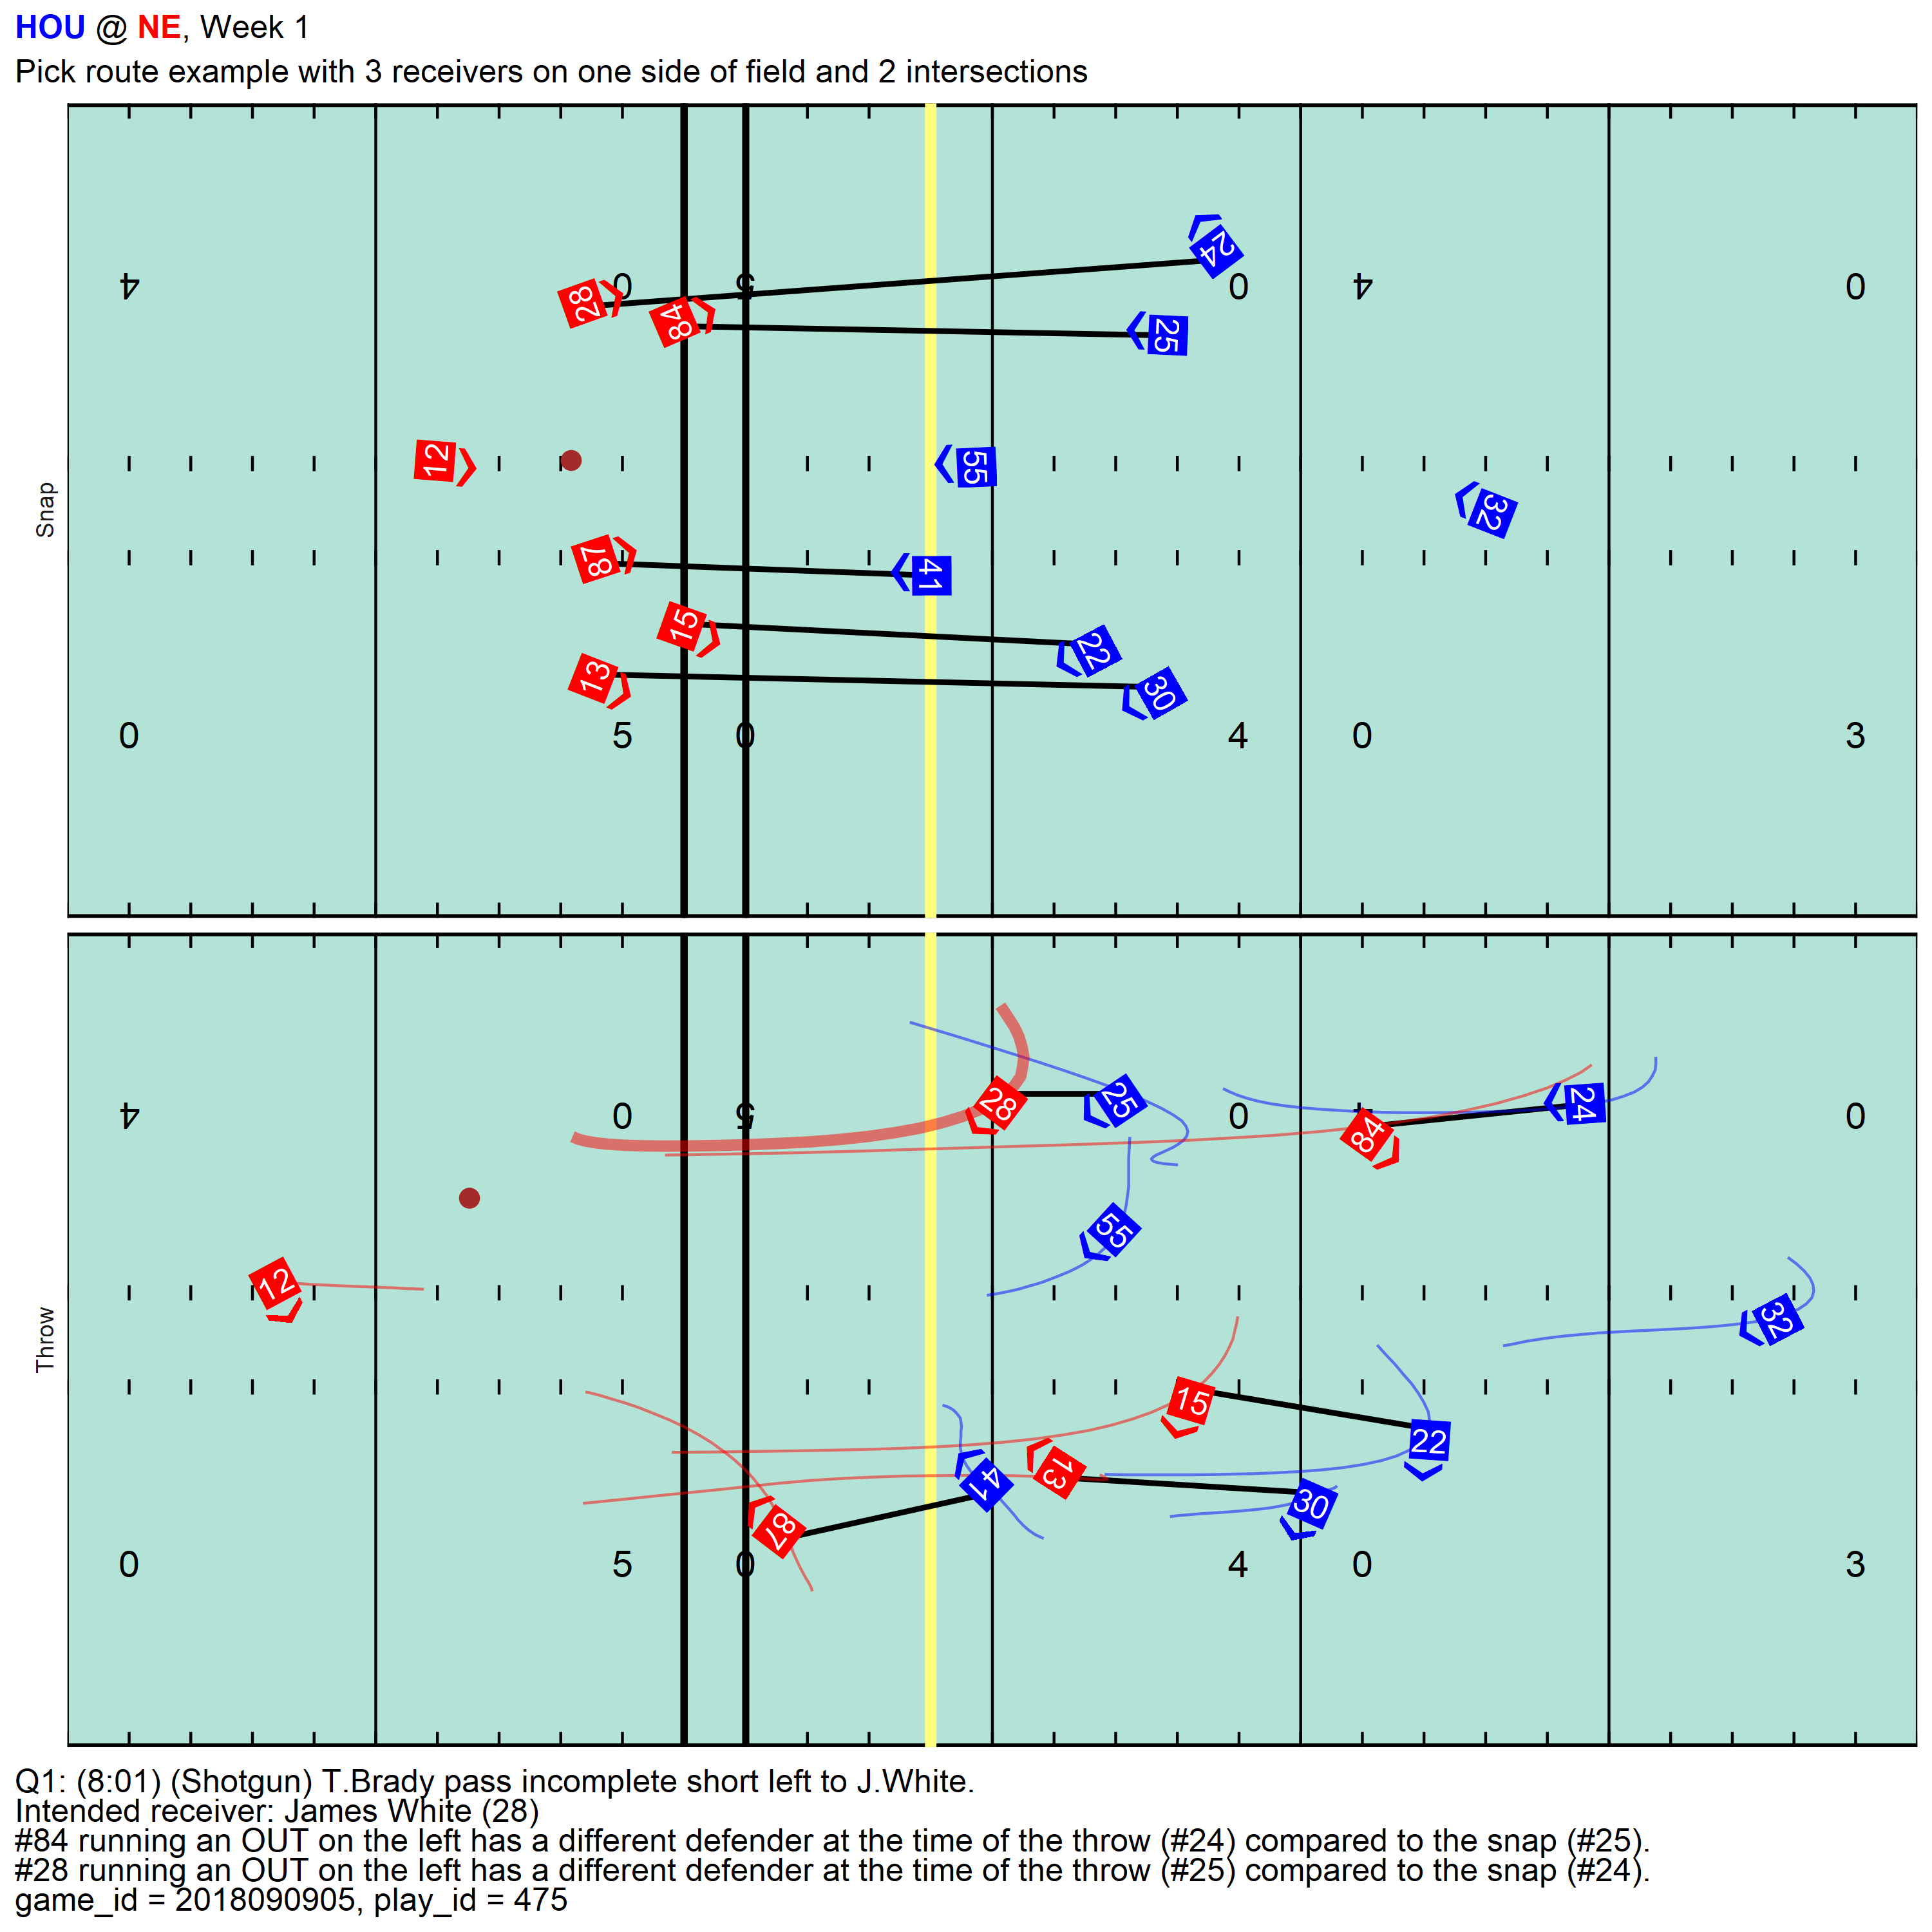 HOU @ NE, Week 1
Pick route example with 3 receivers on one side of field and 2 intersections
Snap
24
4 0 5 0 4 0
28
84
25
12
55
32
87
41
15
22
13
30
0 5 0 4 0 3
Throw
28
25
24
4 0 5 0 4 0
84
55
12
32
15
22
13
41
30
87
0 5 0 4 0 3
Q1: (8:01) (Shotgun) T.Brady pass incomplete short left to J.White.
Intended receiver: James White (28)
#84 running an OUT on the left has a different defender at the time of the throw (#24) compared to the snap (#25).
#28 running an OUT on the left has a different defender at the time of the throw (#25) compared to the snap (#24).
game_id = 2018090905, play_id = 475